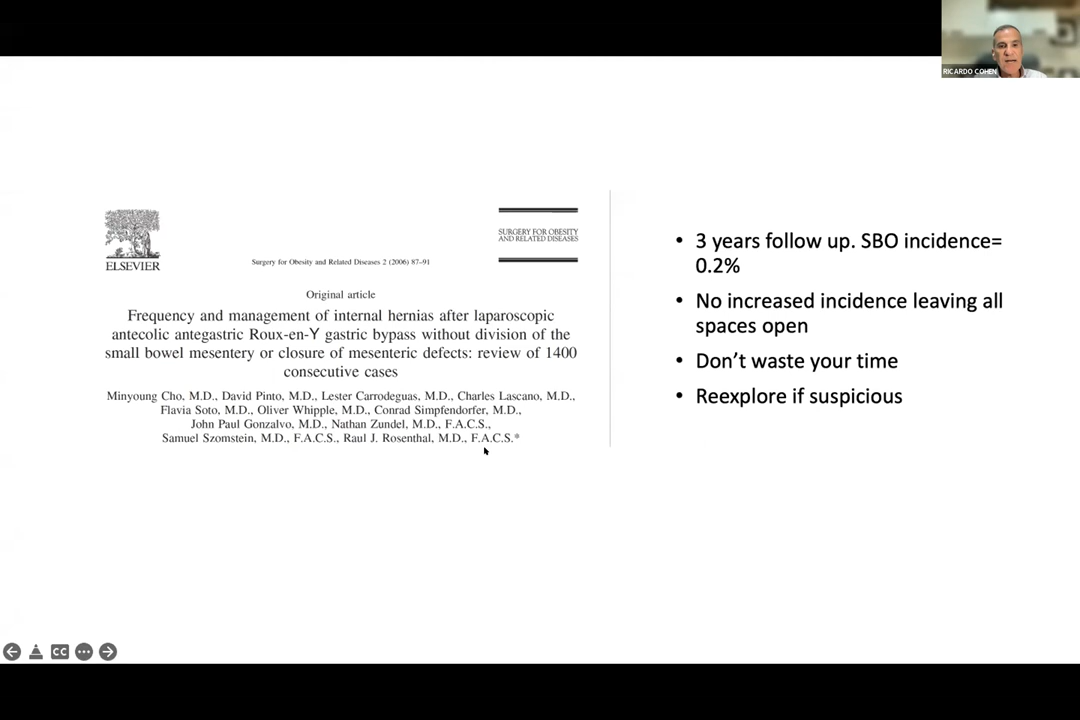 RICARDO COHEN
ELSEVIER
SURGERY FOR OBESITY
AND RELATED DISEASES
Surgery for Obesity and Related Diseases 2 (2006) 87–91
Original article
Frequency and management of internal hernias after laparoscopic
antecolic antegastric Roux-en-Y gastric bypass without division of the
small bowel mesentery or closure of mesenteric defects: review of 1400
consecutive cases
Minyoung Cho, M.D., David Pinto, M.D., Lester Carrodeguas, M.D., Charles Lascano, M.D.,
Flavia Soto, M.D., Oliver Whipple, M.D., Conrad Simpfendorfer, M.D.,
John Paul Gonzalvo, M.D., Nathan Zundel, M.D., F.A.C.S.,
Samuel Szomstein, M.D., F.A.C.S., Raul J. Rosenthal, M.D., F.A.C.S.*
• 3 years follow up. SBO incidence=
0.2%
• No increased incidence leaving all
spaces open
• Don’t waste your time
• Reexplore if suspicious
CC